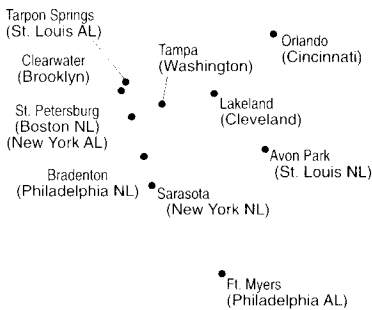 Tarpon Springs
(St. Louis AL)
Clearwater
(Brooklyn)
Tampa
(Washington)
Orlando
(Cincinnati)
St. Petersburg
(Boston NL)
(New York AL)
Lakeland
(Cleveland)
Avon Park
(St. Louis NL)
Bradenton
(Philadelphia NL)
Sarasota
(New York NL)
Ft. Myers
(Philadelphia AL)